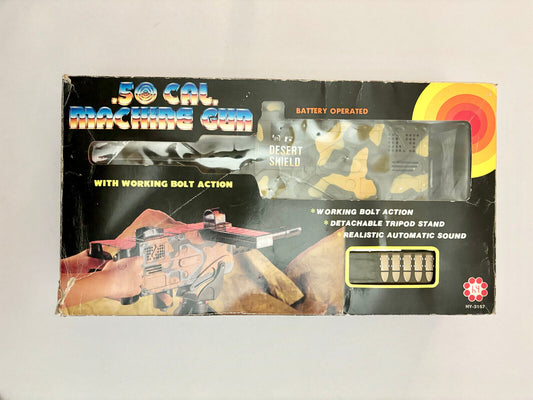 .50 CAL.
MACHINE GUN
BATTERY OPERATED
DESERT
SHIELD
WITH WORKING BOLT ACTION
* WORKING BOLT ACTION
* DETACHABLE TRIPOD STAND
* REALISTIC AUTOMATIC SOUND
HY-3157